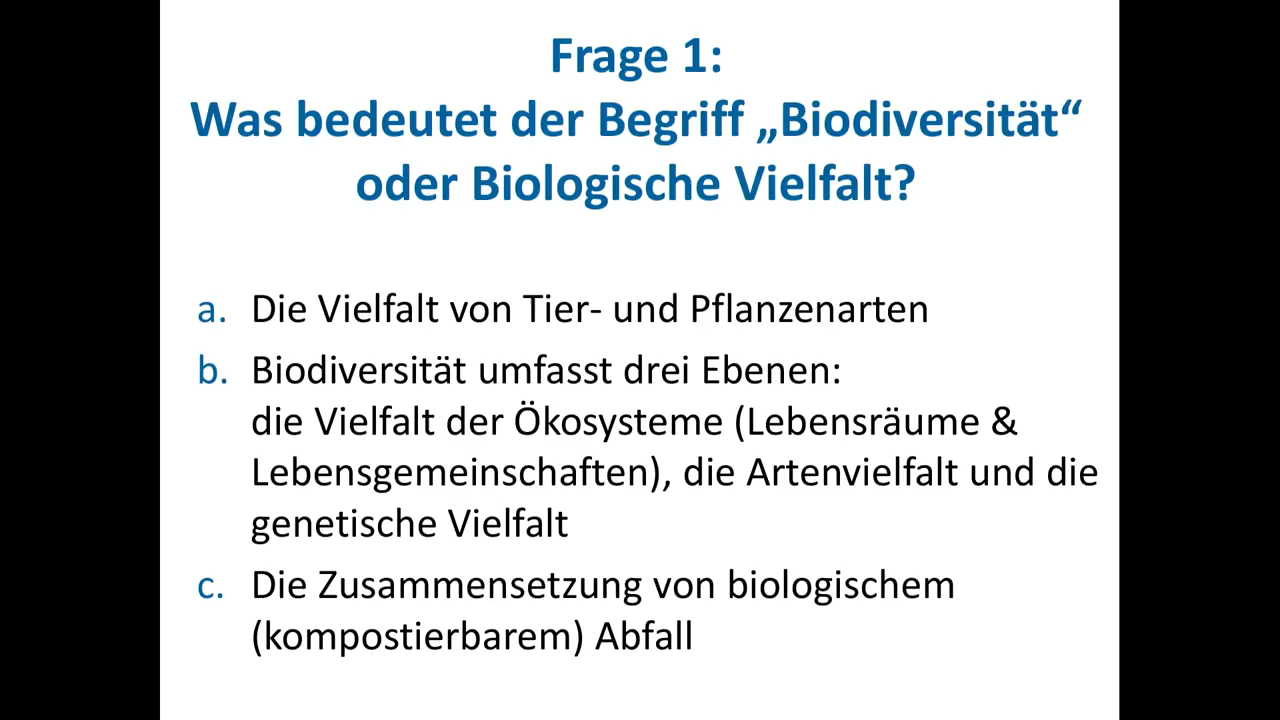 Frage 1:
Was bedeutet der Begriff „Biodiversität“
oder Biologische Vielfalt?
a. Die Vielfalt von Tier- und Pflanzenarten
b. Biodiversität umfasst drei Ebenen:
die Vielfalt der Ökosysteme (Lebensräume &
Lebensgemeinschaften), die Artenvielfalt und die
genetische Vielfalt
c. Die Zusammensetzung von biologischem
(kompostierbarem) Abfall